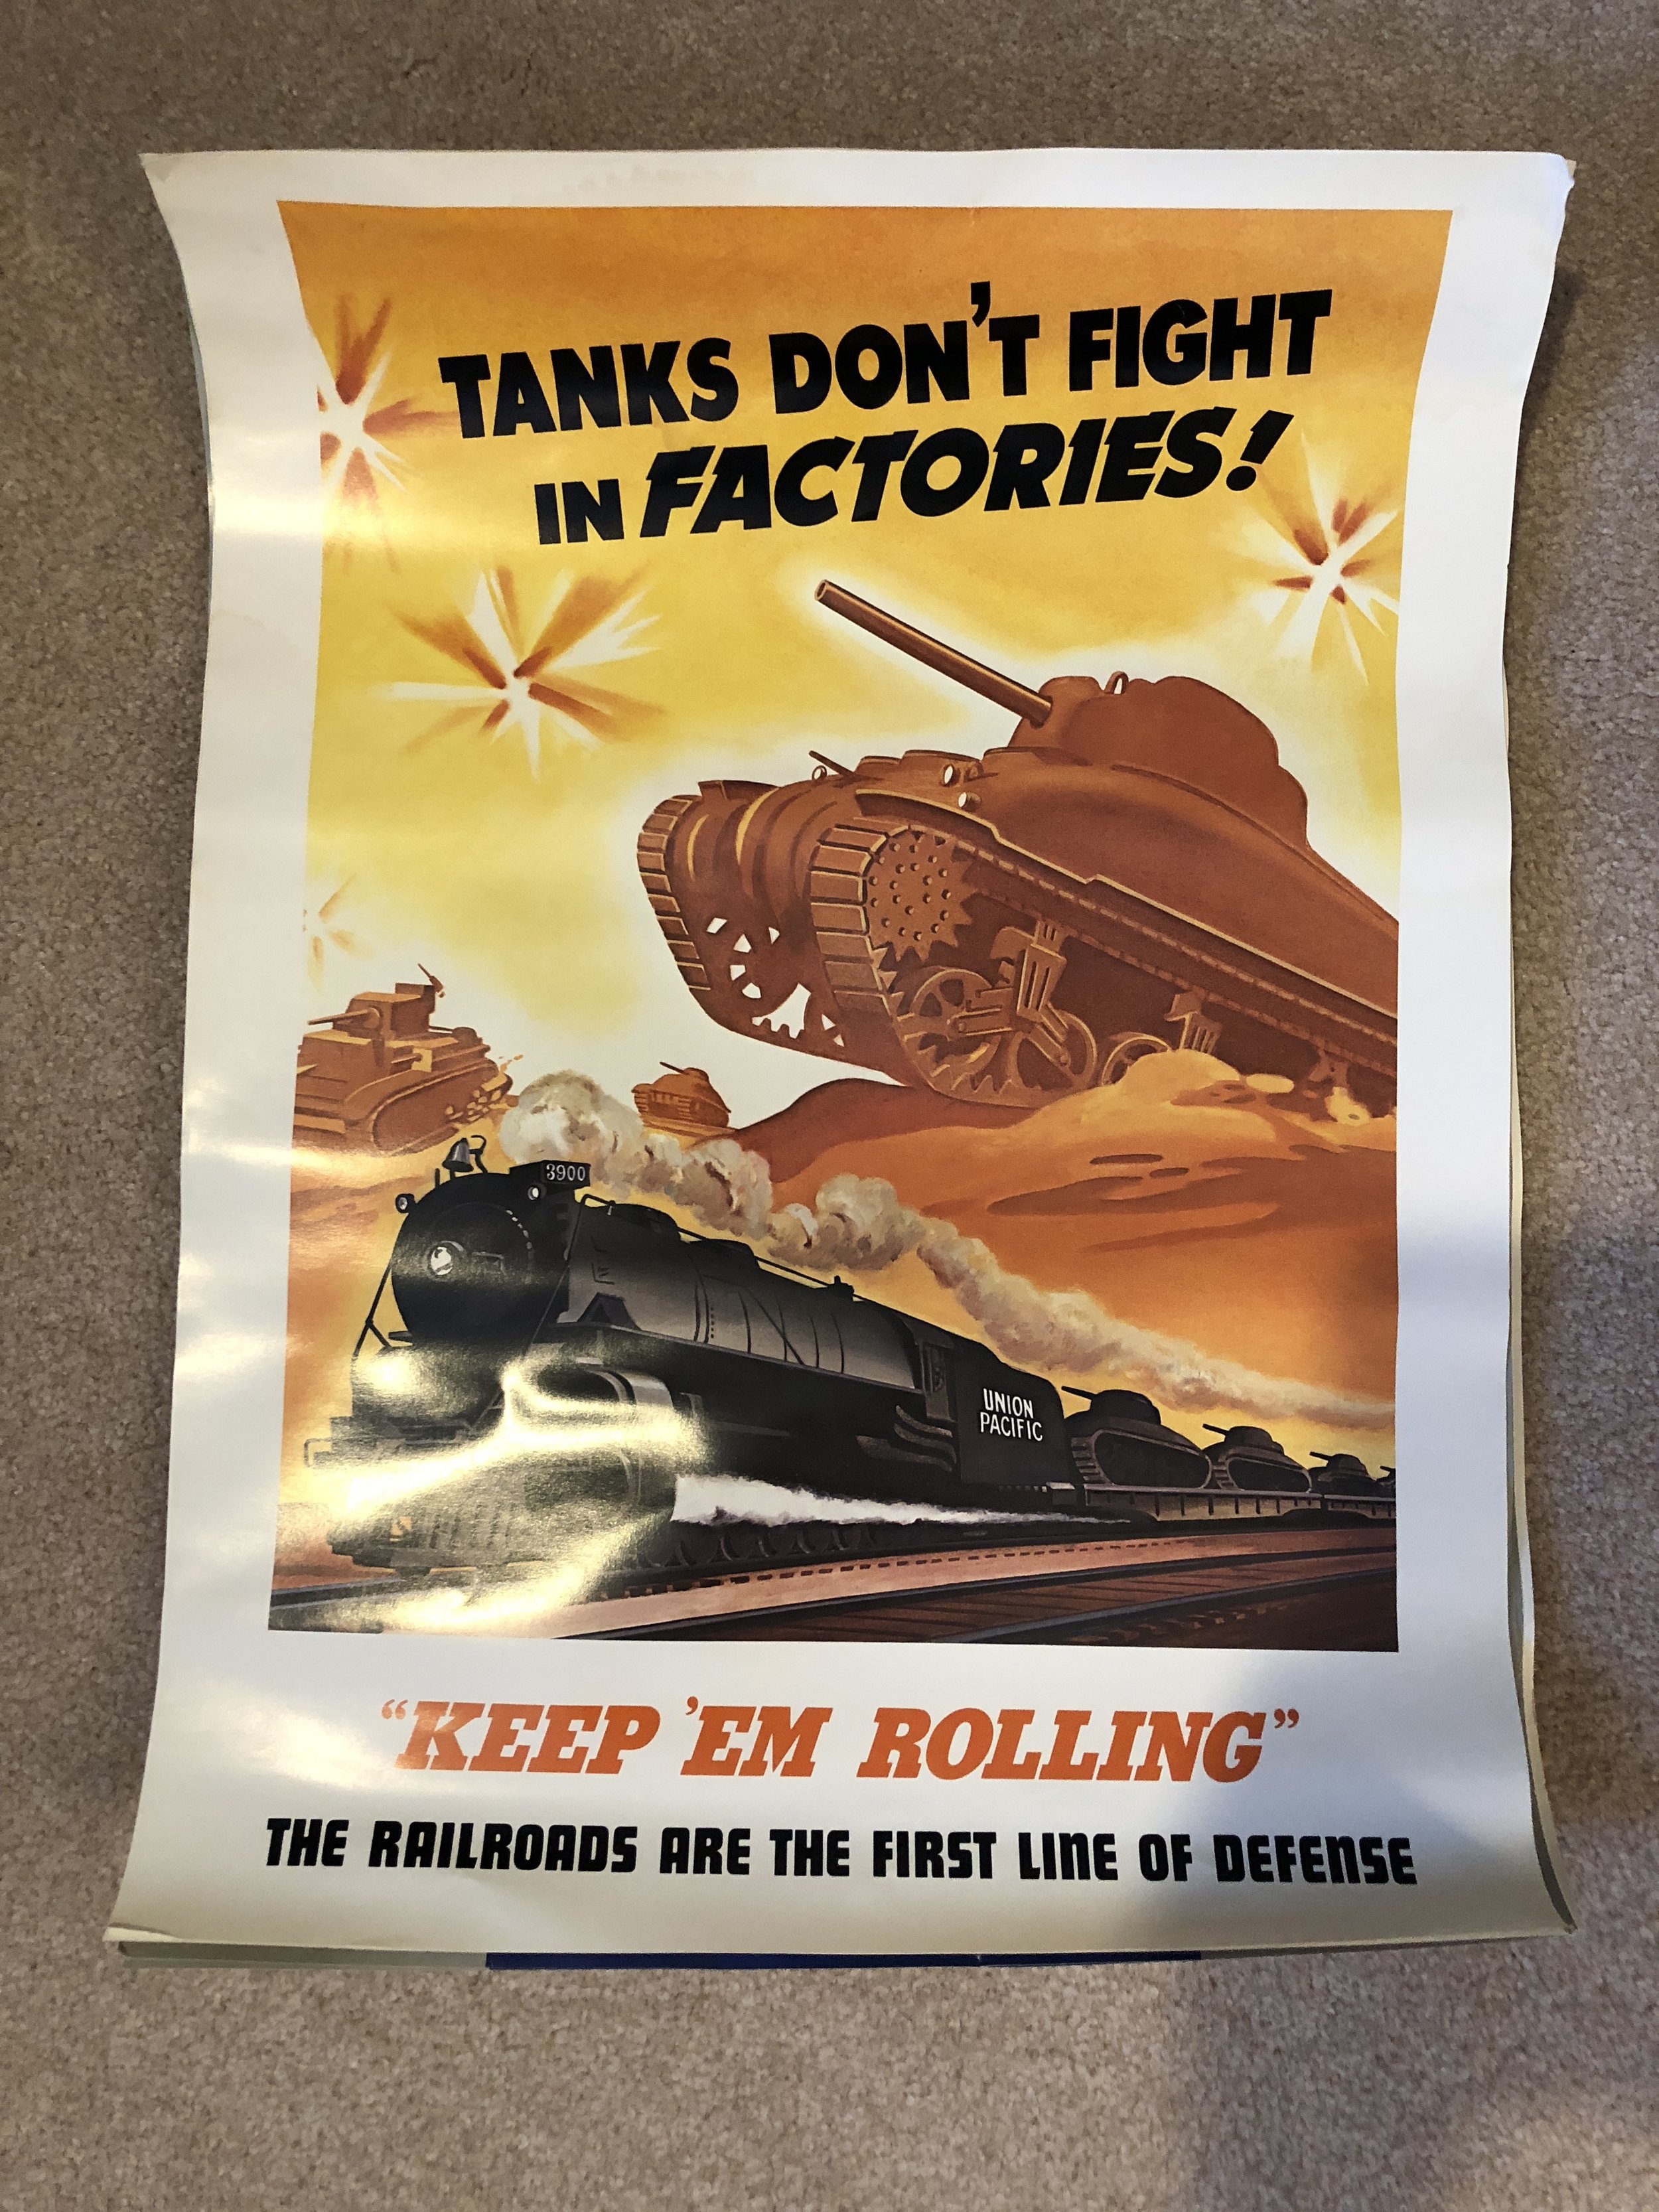 TANKS DON'T FIGHT
IN FACTORIES!
3900
UNION
PACIFIC
"KEEP 'EM ROLLING"
THE RAILROADS ARE THE FIRST LINE OF DEFENSE